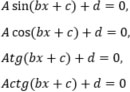 A sin(bx + c) + d = 0,
A cos(bx + c) + d = 0,
Atg(bx + c) + d = 0,
Actg(bx + c) + d = 0